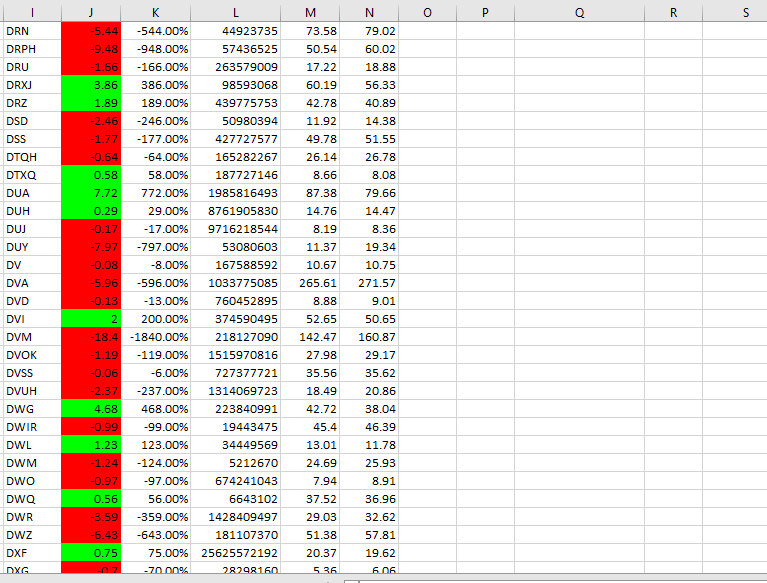 I J K L M N O P Q R S
DRN -5.44 -544.00% 44923735 73.58 79.02
DRPH -9.48 -948.00% 57436525 50.54 60.02
DRU -1.66 -166.00% 263579009 17.22 18.88
DRXJ 3.86 386.00% 98593068 60.19 56.33
DRZ 1.89 189.00% 439775753 42.78 40.89
DSD -2.46 -246.00% 50980394 11.92 14.38
DSS -1.77 -177.00% 427727577 49.78 51.55
DTQH -0.64 -64.00% 165282267 26.14 26.78
DTXQ 0.58 58.00% 187727146 8.66 8.08
DUA 7.72 772.00% 1985816493 87.38 79.66
DUH 0.29 29.00% 8761905830 14.76 14.47
DUJ -0.17 -17.00% 9716218544 8.19 8.36
DUY -7.97 -797.00% 53080603 11.37 19.34
DV -0.08 -8.00% 167588592 10.67 10.75
DVA -5.96 -596.00% 1033775085 265.61 271.57
DVD -0.13 -13.00% 760452895 8.88 9.01
DVI 2 200.00% 374590495 52.65 50.65
DVM -18.4 -1840.00% 218127090 142.47 160.87
DVOK -1.19 -119.00% 1515970816 27.98 29.17
DVSS -0.06 -6.00% 727377721 35.56 35.62
DVUH -2.37 -237.00% 1314069723 18.49 20.86
DWG 4.68 468.00% 223840991 42.72 38.04
DWIR -0.99 -99.00% 19443475 45.4 46.39
DWL 1.23 123.00% 34449569 13.01 11.78
DWM -1.24 -124.00% 5212670 24.69 25.93
DWO -0.97 -97.00% 674241043 7.94 8.91
DWQ 0.56 56.00% 6643102 37.52 36.96
DWR -3.59 -359.00% 1428409497 29.03 32.62
DWZ -6.43 -643.00% 181107370 51.38 57.81
DXF 0.75 75.00% 25625572192 20.37 19.62
DXG -0.7 -70.00% 28298160 5.36 6.06